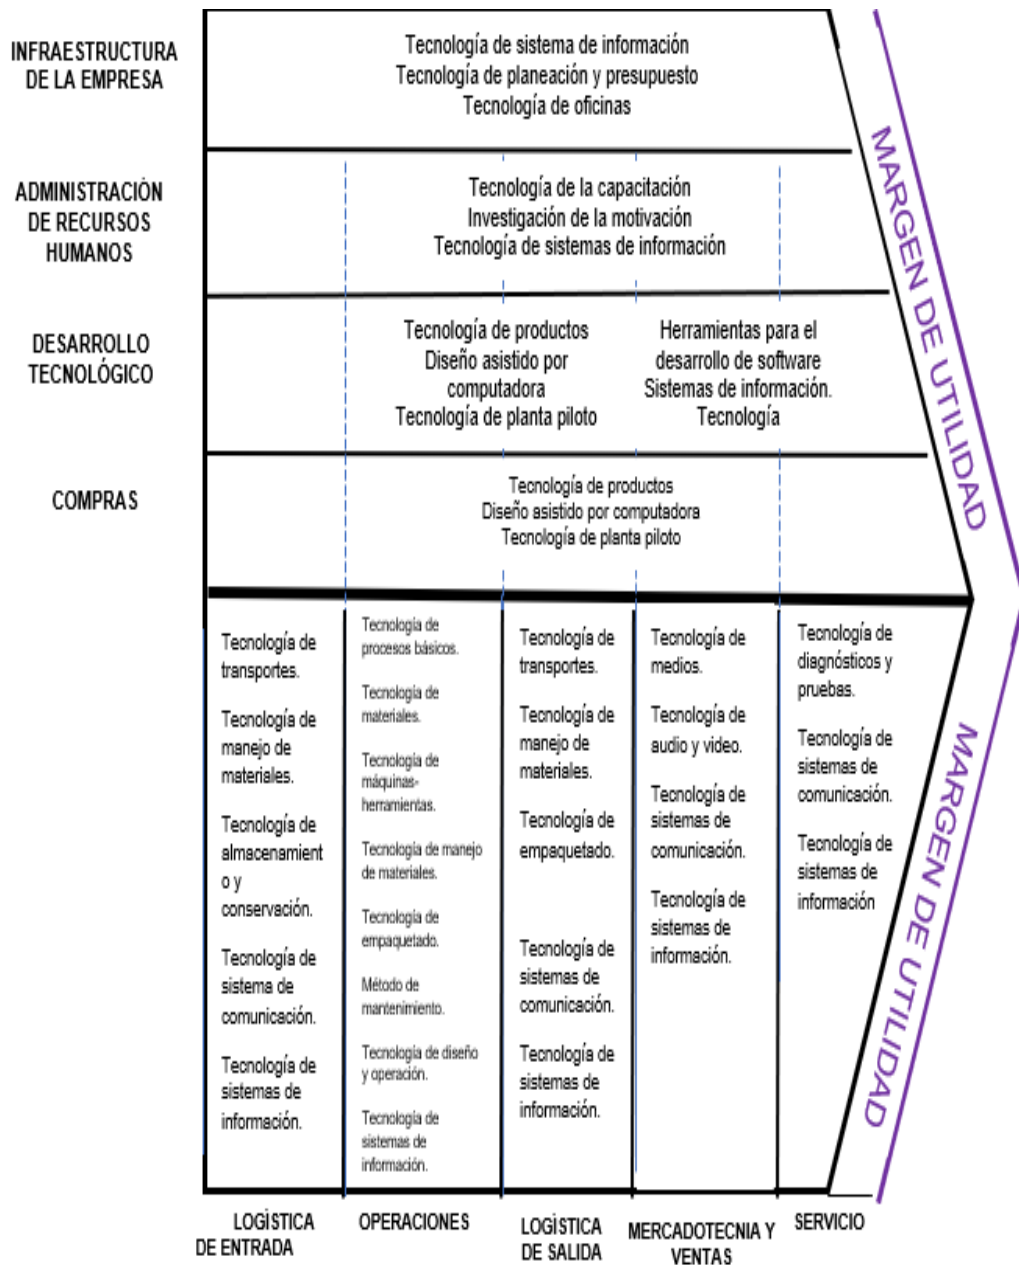 INFRAESTRUCTURA
DE LA EMPRESA
Tecnología de sistema de información
Tecnología de planeación y presupuesto
Tecnología de oficinas
ADMINISTRACIÓN
DE RECURSOS
HUMANOS
Tecnología de la capacitación
Investigación de la motivación
Tecnología de sistemas de información
DESARROLLO
TECNOLÓGICO
Tecnología de productos
Diseño asistido por
computadora
Tecnología de planta piloto
Herramientas para el
desarrollo de software
Sistemas de información.
Tecnología
COMPRAS
Tecnología de productos
Diseño asistido por computadora
Tecnología de planta piloto
MARGEN DE UTILIDAD
MARGEN DE UTILIDAD
Tecnología de
transportes.
Tecnología de
manejo de
materiales.
Tecnología de
almacenamient
o y
conservación.
Tecnología de
sistema de
comunicación.
Tecnología de
sistemas de
información.
Tecnología de
procesos básicos.
Tecnología de
materiales.
Tecnología de
máquinas-
herramientas.
Tecnología de manejo
de materiales.
Tecnología de
empaquetado.
Método de
mantenimiento.
Tecnología de diseño
y operación.
Tecnología de
sistemas de
información.
Tecnología de
transportes.
Tecnología de
manejo de
materiales.
Tecnología de
empaquetado.
Tecnología de
sistemas de
comunicación.
Tecnología de
sistemas de
información.
Tecnología de
medios.
Tecnología de
audio y video.
Tecnología de
sistemas de
comunicación.
Tecnología de
sistemas de
información.
Tecnología de
diagnósticos y
pruebas.
Tecnología de
sistemas de
comunicación.
Tecnología de
sistemas de
información
LOGÍSTICA
DE ENTRADA
OPERACIONES
LOGÍSTICA
DE SALIDA
MERCADOTECNIA Y
VENTAS
SERVICIO